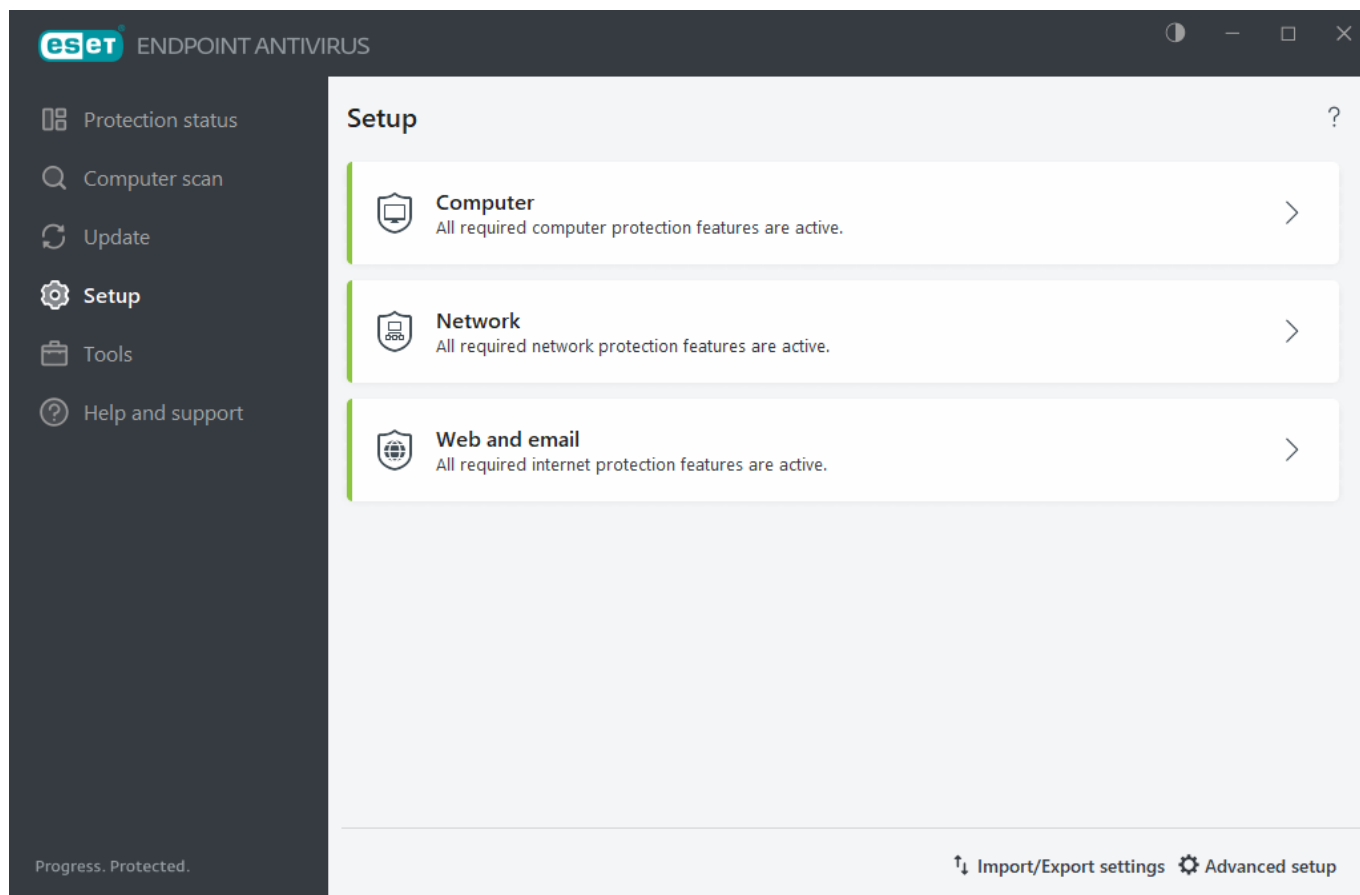 eset® ENDPOINT ANTIVIRUS
Protection status
Computer scan
Update
Setup
Tools
Help and support
Progress. Protected.
Setup
?
Computer
All required computer protection features are active.
Network
All required network protection features are active.
Web and email
All required internet protection features are active.
Import/Export settings Advanced setup